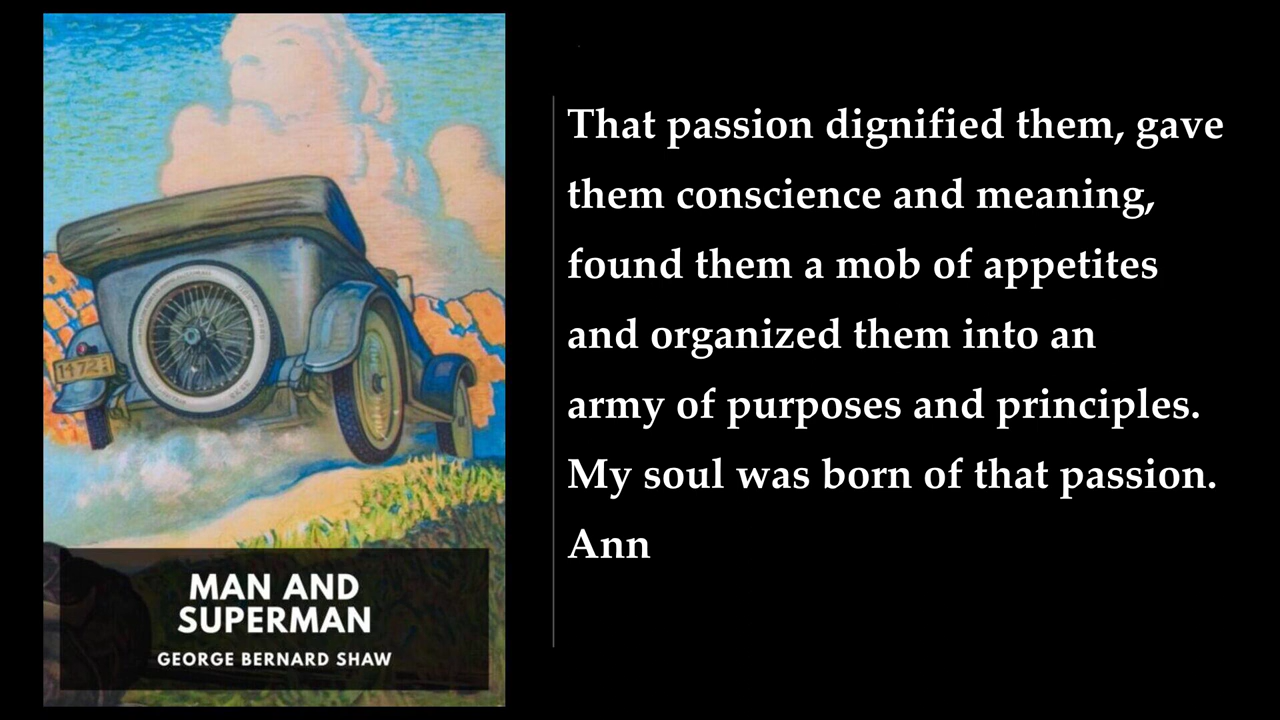 That passion dignified them, gave
them conscience and meaning,
found them a mob of appetites
and organized them into an
army of purposes and principles.
My soul was born of that passion.
Ann
1472
MAN AND
SUPERMAN
GEORGE BERNARD SHAW